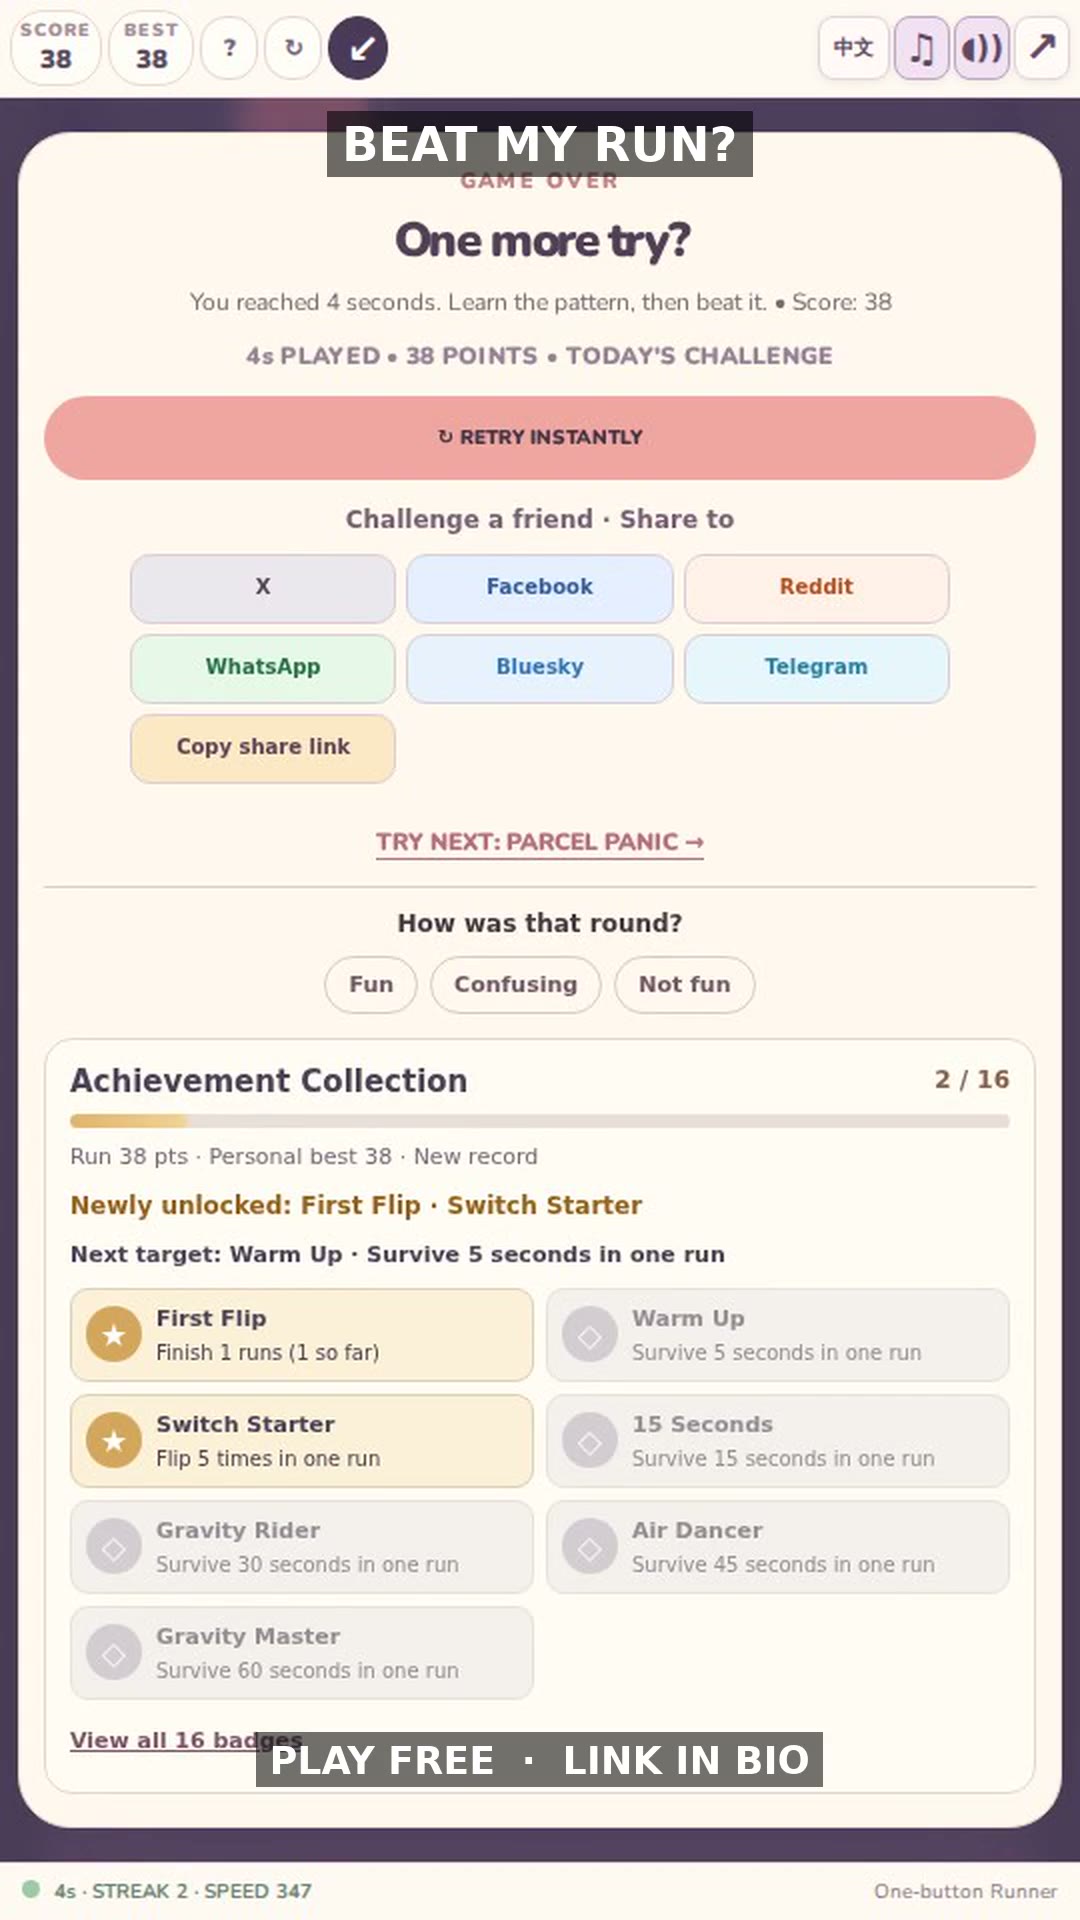 SCORE
38
BEST
38
?
↻
↙
中文
♫
↗
BEAT MY RUN?
GAME OVER
One more try?
You reached 4 seconds. Learn the pattern, then beat it. • Score: 38
4s PLAYED • 38 POINTS • TODAY'S CHALLENGE
↻ RETRY INSTANTLY
Challenge a friend · Share to
X
Facebook
Reddit
WhatsApp
Bluesky
Telegram
Copy share link
TRY NEXT: PARCEL PANIC →
How was that round?
Fun
Confusing
Not fun
Achievement Collection
2 / 16
Run 38 pts · Personal best 38 · New record
Newly unlocked: First Flip · Switch Starter
Next target: Warm Up · Survive 5 seconds in one run
First Flip
Finish 1 runs (1 so far)
Warm Up
Survive 5 seconds in one run
Switch Starter
Flip 5 times in one run
15 Seconds
Survive 15 seconds in one run
Gravity Rider
Survive 30 seconds in one run
Air Dancer
Survive 45 seconds in one run
Gravity Master
Survive 60 seconds in one run
View all 16 badges
PLAY FREE · LINK IN BIO
4s · STREAK 2 · SPEED 347
One-button Runner